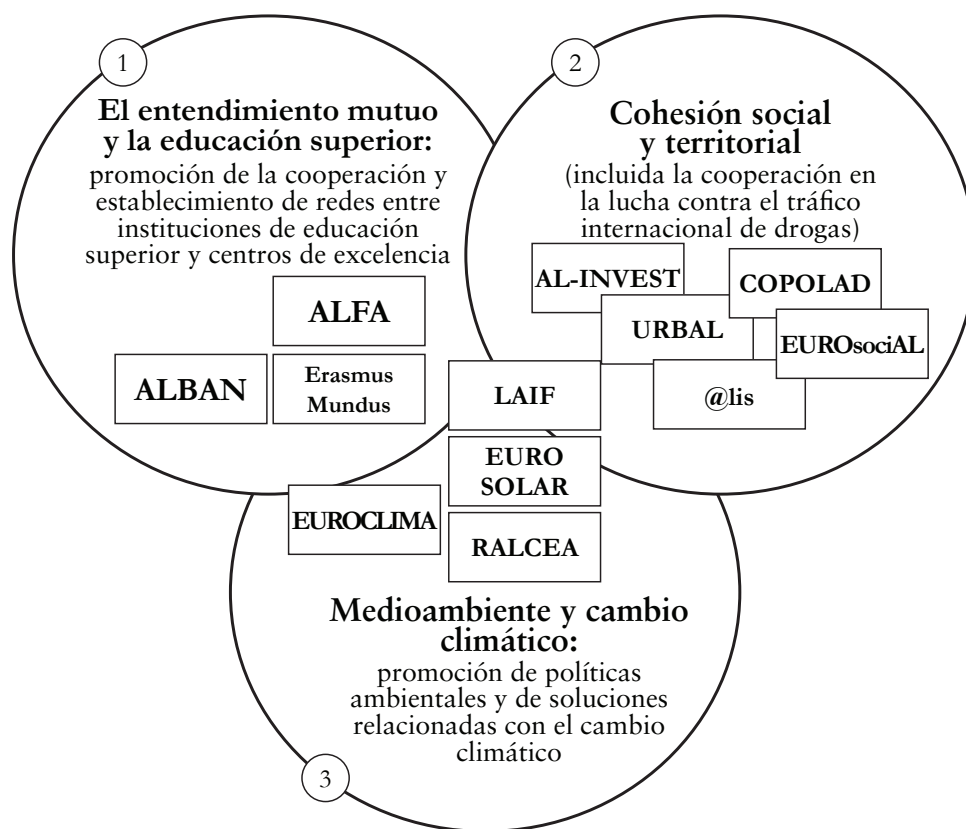 1
El entendimiento mutuo
y la educación superior:
promoción de la cooperación y
establecimiento de redes entre
instituciones de educación
superior y centros de excelencia
ALFA
ALBAN
Erasmus
Mundus
2
Cohesión social
y territorial
(incluida la cooperación en
la lucha contra el tráfico
internacional de drogas)
AL-INVEST
COPOLAD
URBAL
EUROsociAL
@lis
LAIF
EURO
SOLAR
EUROCLIMA
RALCEA
Medioambiente y cambio
climático:
promoción de políticas
ambientales y de soluciones
relacionadas con el cambio
climático
3